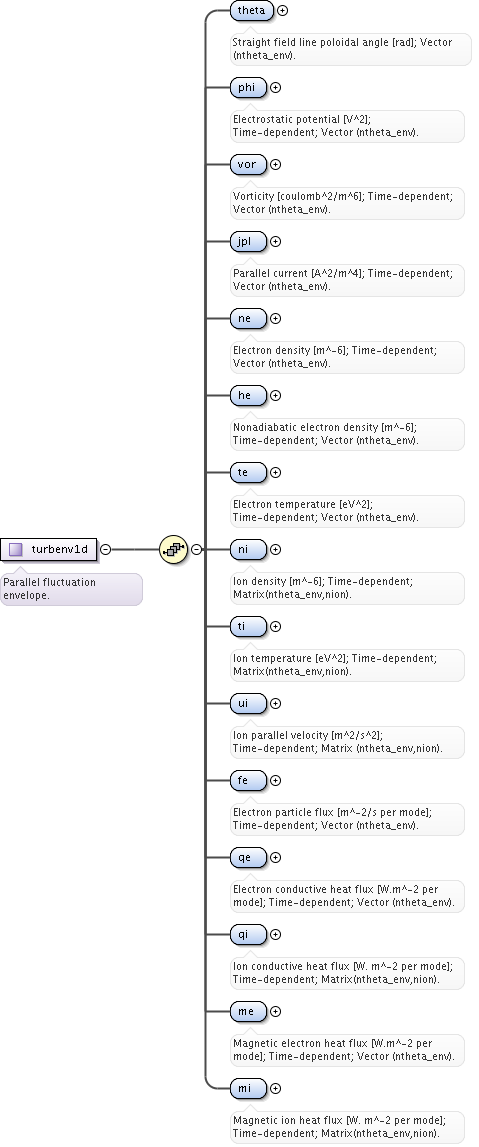 theta
Straight field line poloidal angle [rad]; Vector
(ntheta_env).
phi
Electrostatic potential [V^2];
Time-dependent; Vector (ntheta_env).
vor
Vorticity [coulomb^2/m^6]; Time-dependent;
Vector (ntheta_env).
jpl
Parallel current [A^2/m^4]; Time-dependent;
Vector (ntheta_env).
ne
Electron density [m^-6]; Time-dependent;
Vector (ntheta_env).
he
Nonadiabatic electron density [m^-6];
Time-dependent; Vector (ntheta_env).
te
Electron temperature [eV^2];
Time-dependent; Vector (ntheta_env).
turbenv1d
Parallel fluctuation
envelope.
ni
Ion density [m^-6]; Time-dependent;
Matrix(ntheta_env,nion).
ti
Ion temperature [eV^2]; Time-dependent;
Matrix(ntheta_env,nion).
ui
Ion parallel velocity [m^2/s^2];
Time-dependent; Matrix (ntheta_env,nion).
fe
Electron particle flux [m^-2/s per mode];
Time-dependent; Vector (ntheta_env).
qe
Electron conductive heat flux [W.m^-2 per
mode]; Time-dependent; Vector (ntheta_env).
qi
Ion conductive heat flux [W. m^-2 per mode];
Time-dependent; Matrix(ntheta_env,nion).
me
Magnetic electron heat flux [W.m^-2 per
mode]; Time-dependent; Vector (ntheta_env).
mi
Magnetic ion heat flux [W. m^-2 per mode];
Time-dependent; Matrix(ntheta_env,nion).